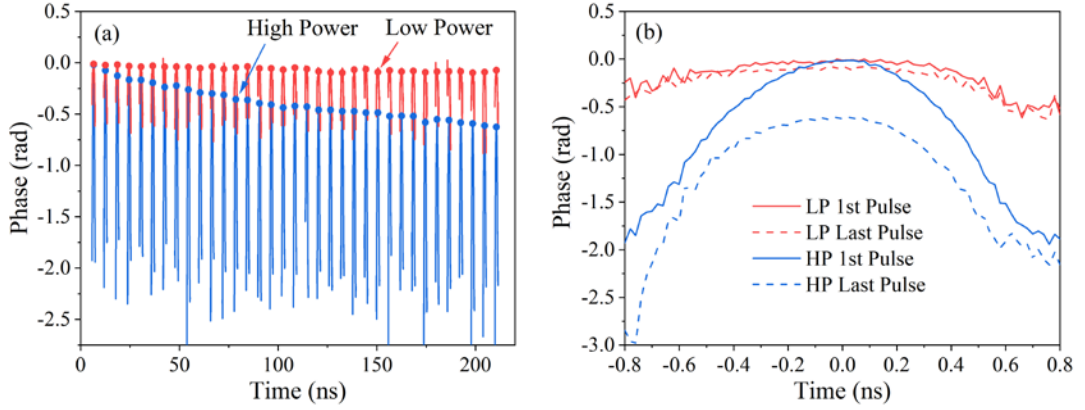 (a)
High Power
Low Power
0.5
0.0
-0.5
-1.0
-1.5
-2.0
-2.5
Phase (rad)
0
50
100
150
200
Time (ns)
(b)
0.5
0.0
-0.5
-1.0
-1.5
-2.0
-2.5
-3.0
Phase (rad)
LP 1st Pulse
LP Last Pulse
HP 1st Pulse
HP Last Pulse
-0.8
-0.6
-0.4
-0.2
0.0
0.2
0.4
0.6
0.8
Time (ns)